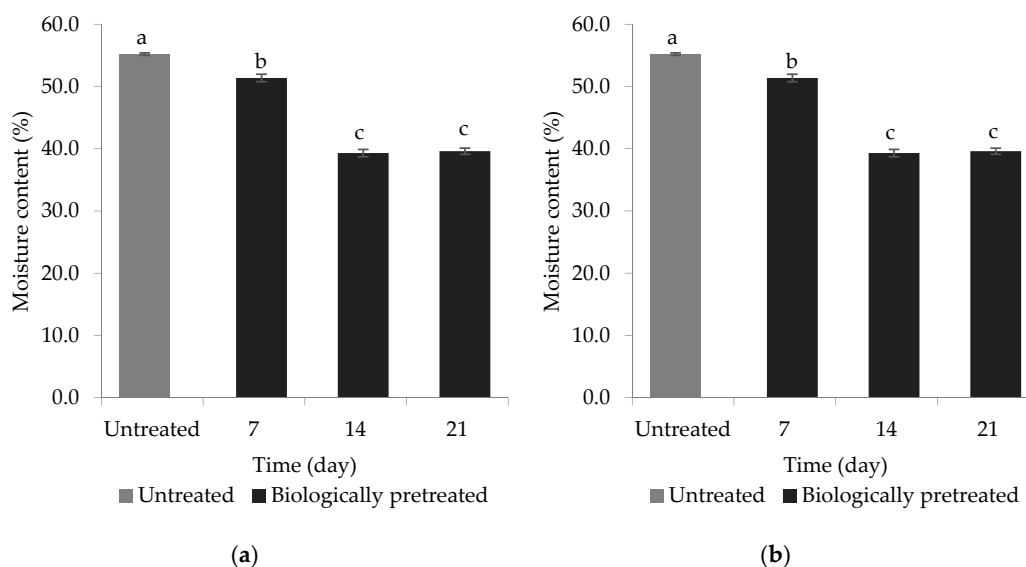 60.0
50.0
40.0
30.0
20.0
10.0
0.0
Moisture content (%)
a
b
c
c
Untreated 7 14 21
Time (day)
Untreated Biologically pretreated
(a)
60.0
50.0
40.0
30.0
20.0
10.0
0.0
Moisture content (%)
a
b
c
c
Untreated 7 14 21
Time (day)
Untreated Biologically pretreated
(b)